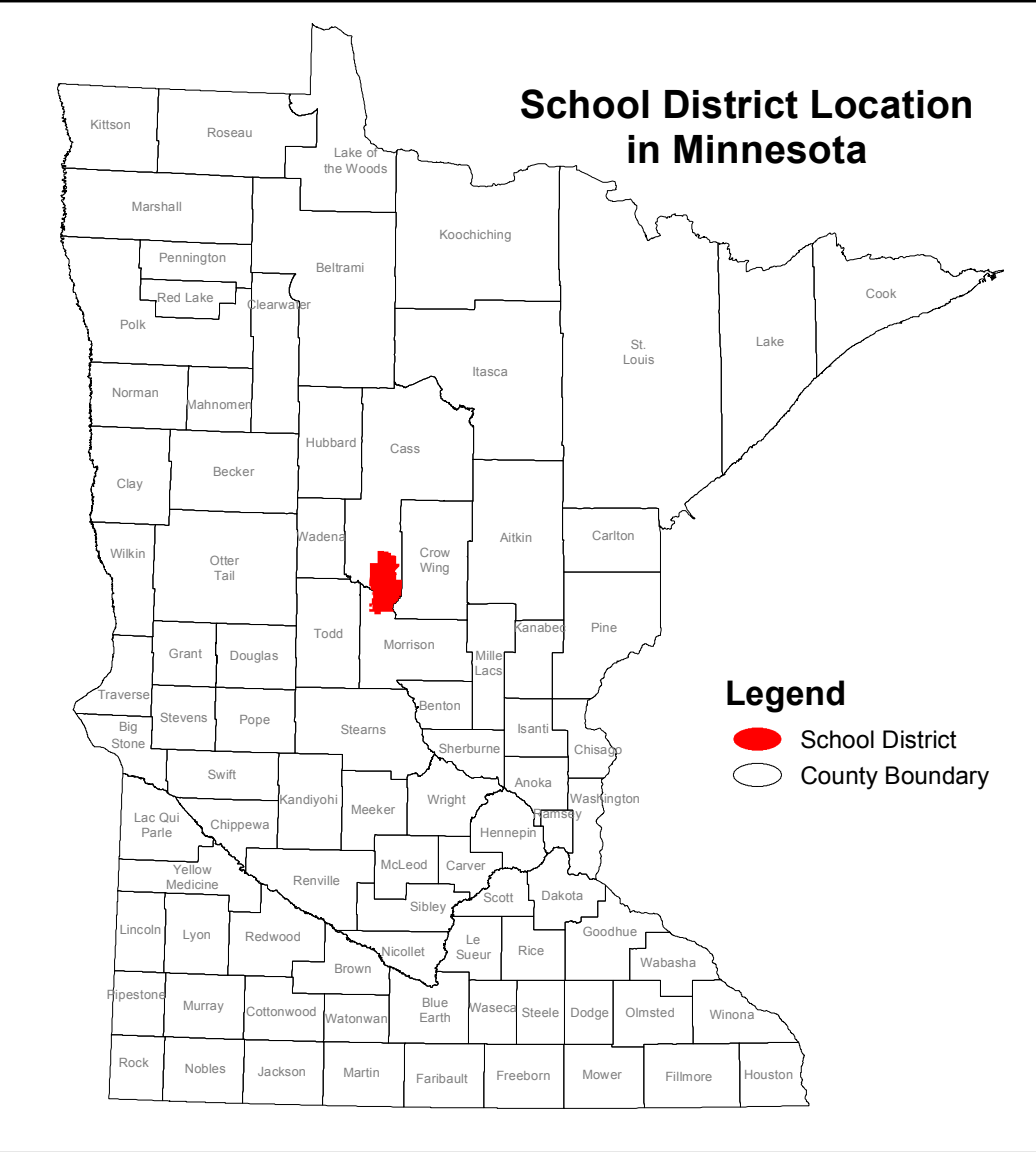 School District Location
in Minnesota
Kittson
Roseau
Lake of
the Woods
Marshall
Koochiching
Pennington
Beltrami
Red Lake
Clearwater
Cook
Polk
St.
Louis
Lake
Itasca
Norman
Mahnomen
Hubbard
Cass
Clay
Becker
Wadena
Aitkin
Carlton
Wilkin
Otter
Tail
Crow
Wing
Todd
Morrison
Kanabec
Pine
Grant
Douglas
Mille
Lacs
Traverse
Stevens
Pope
Stearns
Benton
Isanti
Big
Stone
Sherburne
Chisago
Legend
School District
County Boundary
Swift
Kandiyohi
Meeker
Wright
Anoka
Washington
Ramsey
Lac Qui
Parle
Chippewa
Hennepin
Yellow
Medicine
Renville
McLeod
Carver
Sibley
Scott
Dakota
Lincoln
Lyon
Redwood
Brown
Nicollet
Le
Sueur
Rice
Goodhue
Wabasha
Pipestone
Murray
Cottonwood
Watonwan
Blue
Earth
Waseca
Steele
Dodge
Olmsted
Winona
Rock
Nobles
Jackson
Martin
Faribault
Freeborn
Mower
Fillmore
Houston